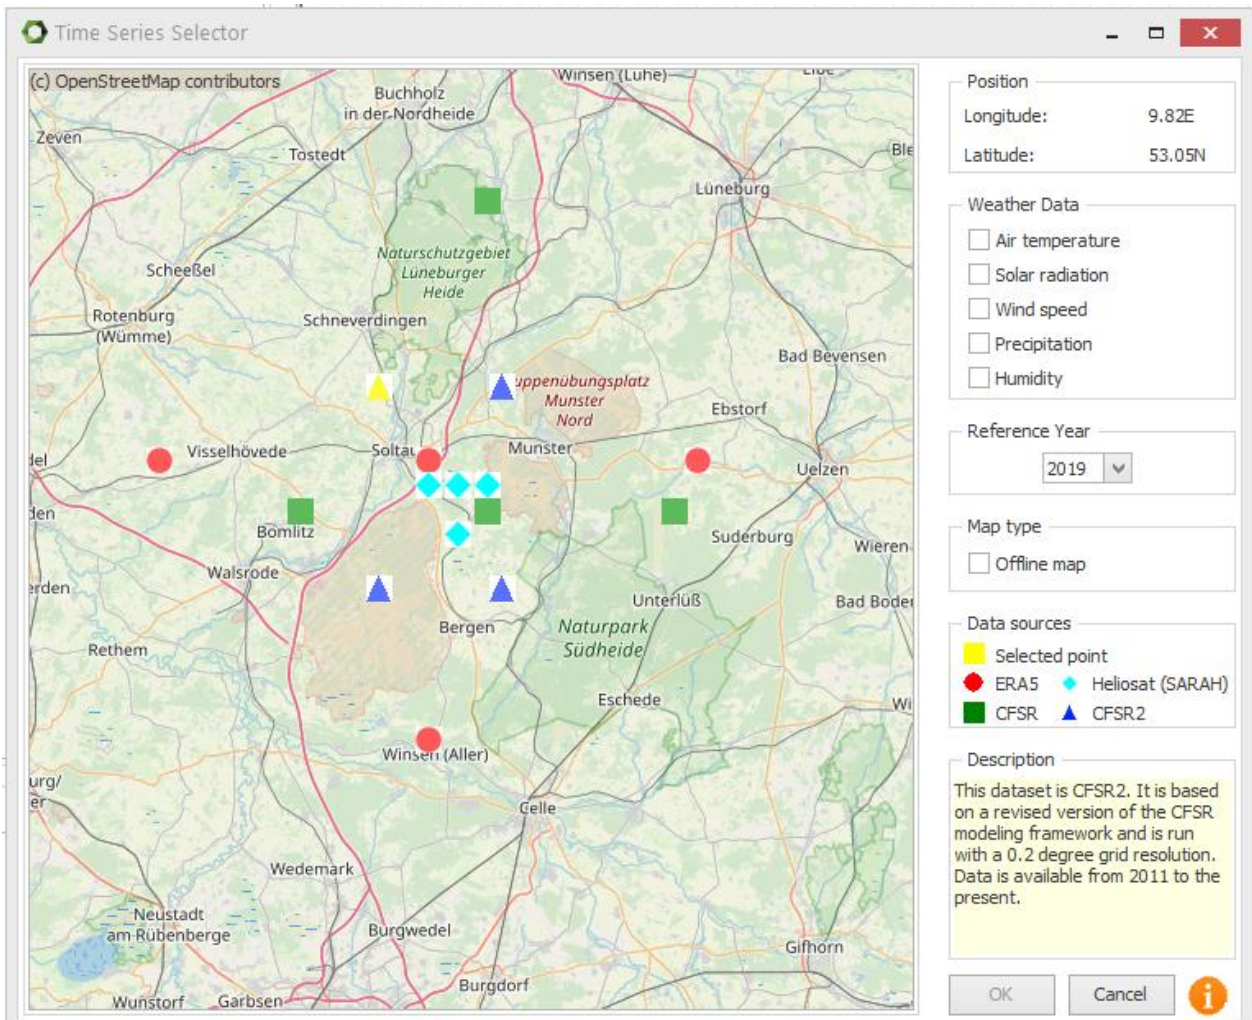 Time Series Selector
(c) OpenStreetMap contributors
Winsen (Luhe)
Buchholz
in der Nordheide
Zeven
Tostedt
Lüneburg
Naturschutzgebiet
Lüneburger
Heide
Scheeßel
Rotenburg
(Wümme)
Schneverdingen
Bad Bevensen
uppenübungsplatz
Munster
Nord
Ebstorf
Visselhövede
Soltau
Munster
Uelzen
Bomlitz
Suderburg
Wieren
Walsrode
erden
Unterlüß
Bad Boden
Bergen
Naturpark
Südheide
Rethem
Eschede
Wi
Winsen (Aller)
urg/
er
Celle
Wedemark
Neustadt
am Rübenberge
Burgwedel
Gifhorn
Burgdorf
Wunstorf
Garbsen
Position
Longitude: 9.82E
Latitude: 53.05N
Weather Data
Air temperature
Solar radiation
Wind speed
Precipitation
Humidity
Reference Year
2019
Map type
Offline map
Data sources
Selected point
ERA5 Heliosat (SARAH)
CFSR CFSR2
Description
This dataset is CFSR2. It is based
on a revised version of the CFSR
modeling framework and is run
with a 0.2 degree grid resolution.
Data is available from 2011 to the
present.
OK Cancel